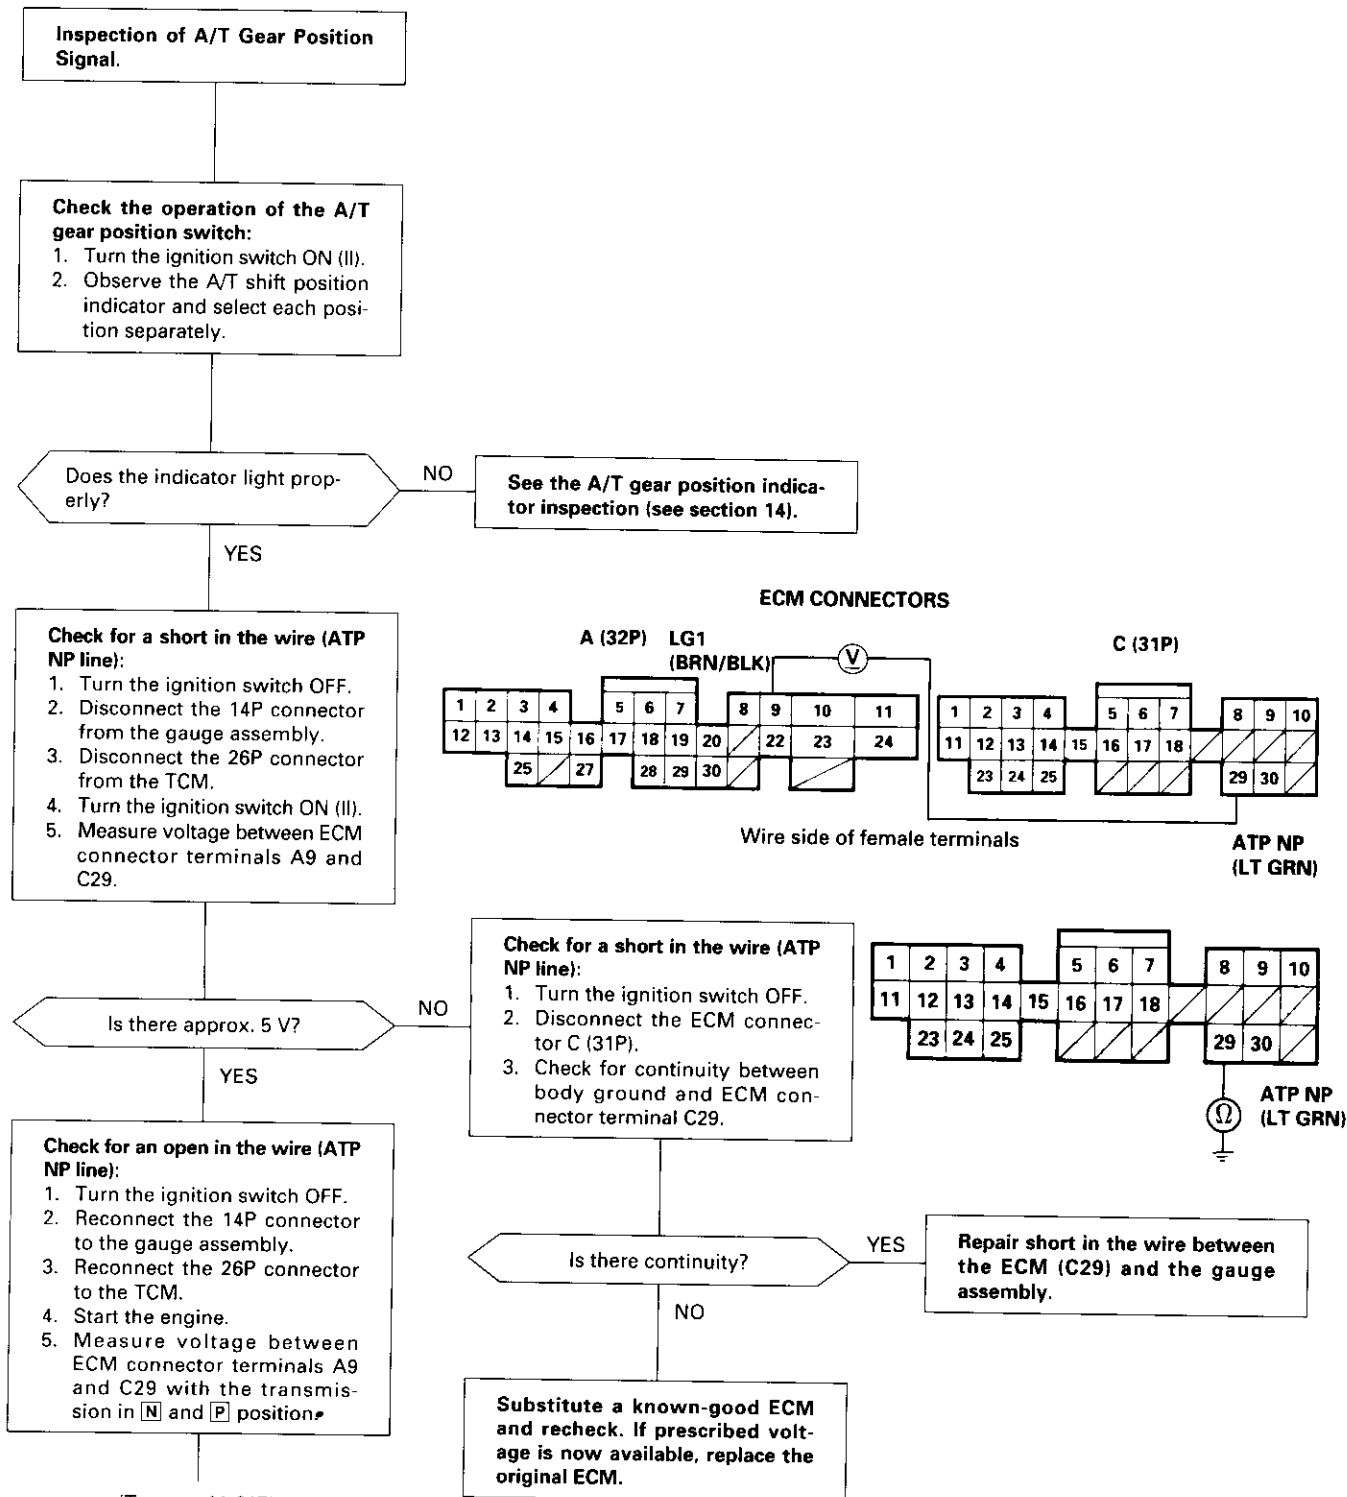 Inspection of A/T Gear Position
Signal.
Check the operation of the A/T
gear position switch:
1. Turn the ignition switch ON (II).
2. Observe the A/T shift position
indicator and select each posi-
tion separately.
Does the indicator light prop-
erly?
NO
See the A/T gear position indica-
tor inspection (see section 14).
YES
Check for a short in the wire (ATP
NP line):
1. Turn the ignition switch OFF.
2. Disconnect the 14P connector
from the gauge assembly.
3. Disconnect the 26P connector
from the TCM.
4. Turn the ignition switch ON (II).
5. Measure voltage between ECM
connector terminals A9 and
C29.
ECM CONNECTORS
A (32P) LG1
(BRN/BLK)
V
C (31P)
1 2 3 4 5 6 7 8 9 10 11
12 13 14 15 16 17 18 19 20 22 23 24
25 27 28 29 30
1 2 3 4 5 6 7 8 9 10
11 12 13 14 15 16 17 18
23 24 25 29 30
Wire side of female terminals
ATP NP
(LT GRN)
Is there approx. 5 V?
NO
Check for a short in the wire (ATP
NP line):
1. Turn the ignition switch OFF.
2. Disconnect the ECM connec-
tor C (31P).
3. Check for continuity between
body ground and ECM con-
nector terminal C29.
1 2 3 4 5 6 7 8 9 10
11 12 13 14 15 16 17 18
23 24 25 29 30
Ω
ATP NP
(LT GRN)
YES
Check for an open in the wire (ATP
NP line):
1. Turn the ignition switch OFF.
2. Reconnect the 14P connector
to the gauge assembly.
3. Reconnect the 26P connector
to the TCM.
4. Start the engine.
5. Measure voltage between
ECM connector terminals A9
and C29 with the transmis-
sion in N and P position.
Is there continuity?
YES
Repair short in the wire between
the ECM (C29) and the gauge
assembly.
NO
Substitute a known-good ECM
and recheck. If prescribed volt-
age is now available, replace the
original ECM.